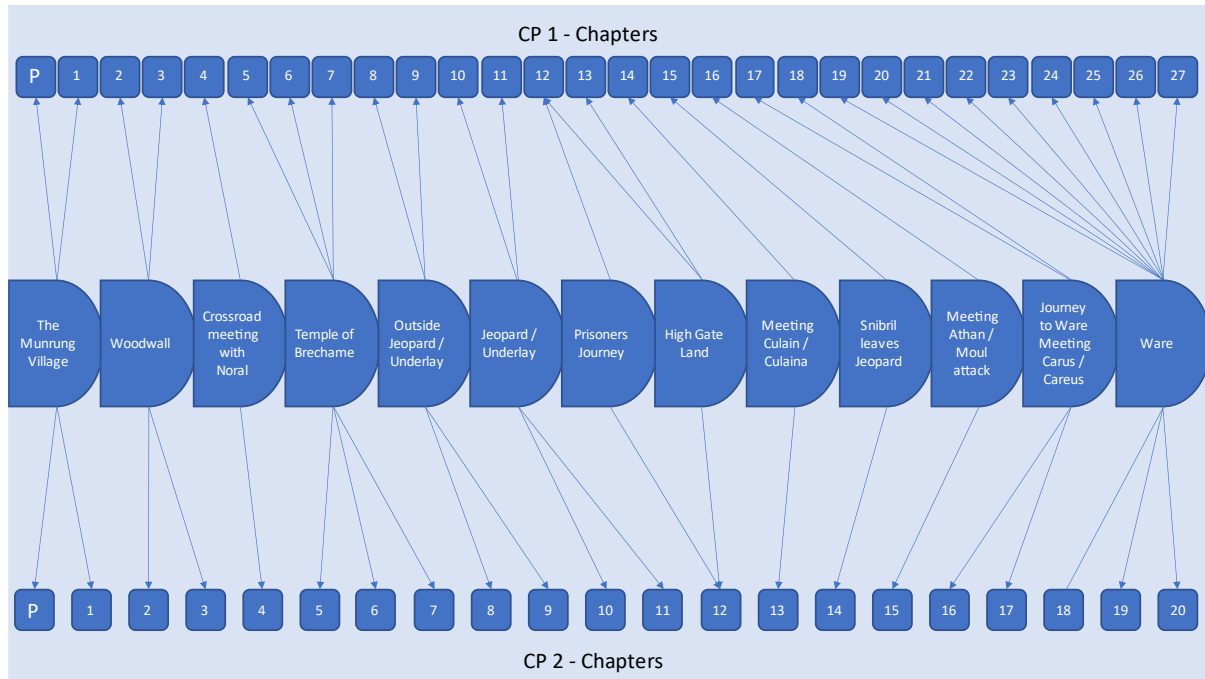 CP 1 - Chapters
P 1 2 3 4 5 6 7 8 9 10 11 12 13 14 15 16 17 18 19 20 21 22 23 24 25 26 27
The
Munrung
Village
Woodwall
Crossroad
meeting
with
Noral
Temple of
Brechame
Outside
Jeopard /
Underlay
Jeopard /
Underlay
Prisoners
Journey
High Gate
Land
Meeting
Culain /
Culaina
Snibril
leaves
Jeopard
Meeting
Athan /
Moul
attack
Journey
to Ware
Meeting
Carus /
Careus
Ware
P 1 2 3 4 5 6 7 8 9 10 11 12 13 14 15 16 17 18 19 20
CP 2 - Chapters